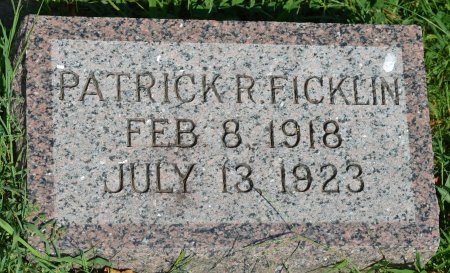 PATRICK R. FICKLIN
FEB 8, 1918
JULY 13, 1923